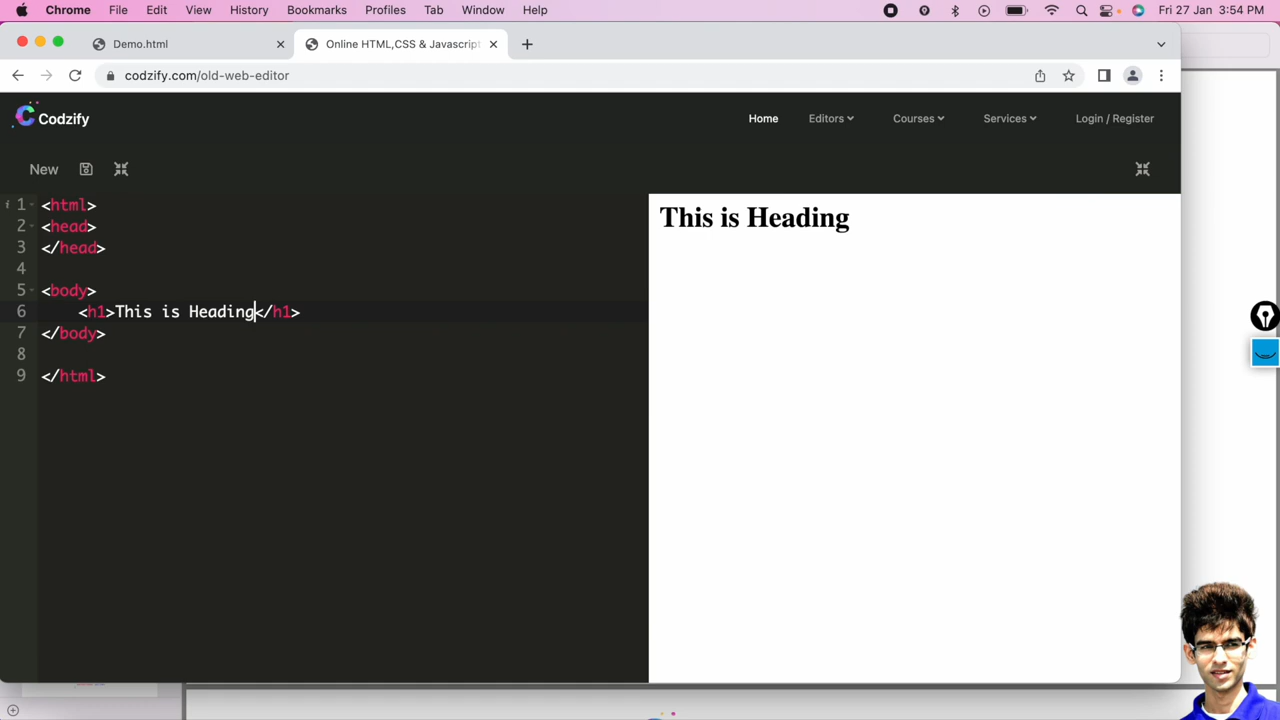 Chrome File Edit View History Bookmarks Profiles Tab Window Help Fri 27 Jan 3:54 PM
Demo.html Online HTML,CSS & Javascript
codzify.com/old-web-editor
Codzify Home Editors Courses Services Login / Register
New
1 <html>
2 <head>
3 </head>
4
5 <body>
6 <h1>This is Heading</h1>
7 </body>
8
9 </html>
This is Heading